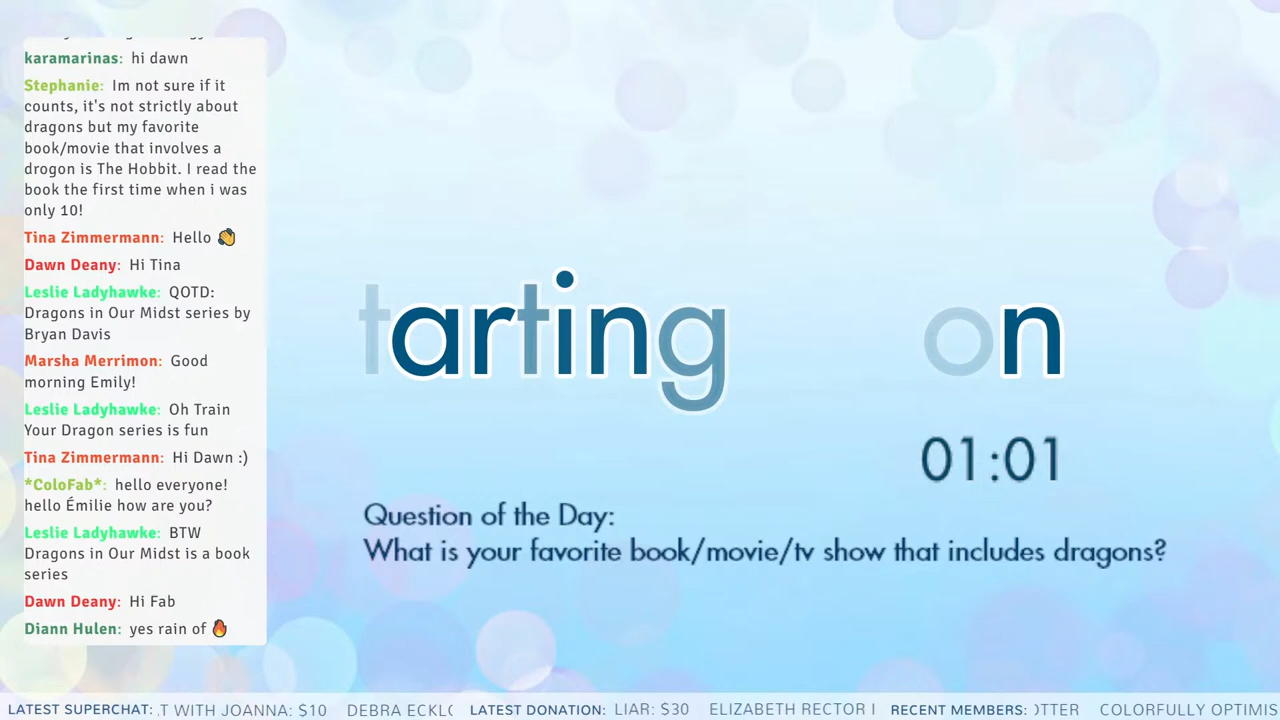 karamarinas: hi dawn
Stephanie: Im not sure if it
counts, it's not strictly about
dragons but my favorite
book/movie that involves a
drogon is The Hobbit. I read the
book the first time when i was
only 10!
Tina Zimmermann: Hello 👋
Dawn Deany: Hi Tina
Leslie Ladyhawke: QOTD:
Dragons in Our Midst series by
Bryan Davis
Marsha Merrimon: Good
morning Emily!
Leslie Ladyhawke: Oh Train
Your Dragon series is fun
Tina Zimmermann: Hi Dawn :)
*ColoFab*: hello everyone!
hello Émilie how are you?
Leslie Ladyhawke: BTW
Dragons in Our Midst is a book
series
Dawn Deany: Hi Fab
Diann Hulen: yes rain of 🔥
tarting on
01:01
Question of the Day:
What is your favorite book/movie/tv show that includes dragons?
LATEST SUPERCHAT: .T WITH JOANNA: $10 DEBRA ECKL LATEST DONATION: LIAR: $30 ELIZABETH RECTOR RECENT MEMBERS: OTTER COLORFULLY OPTIMIS